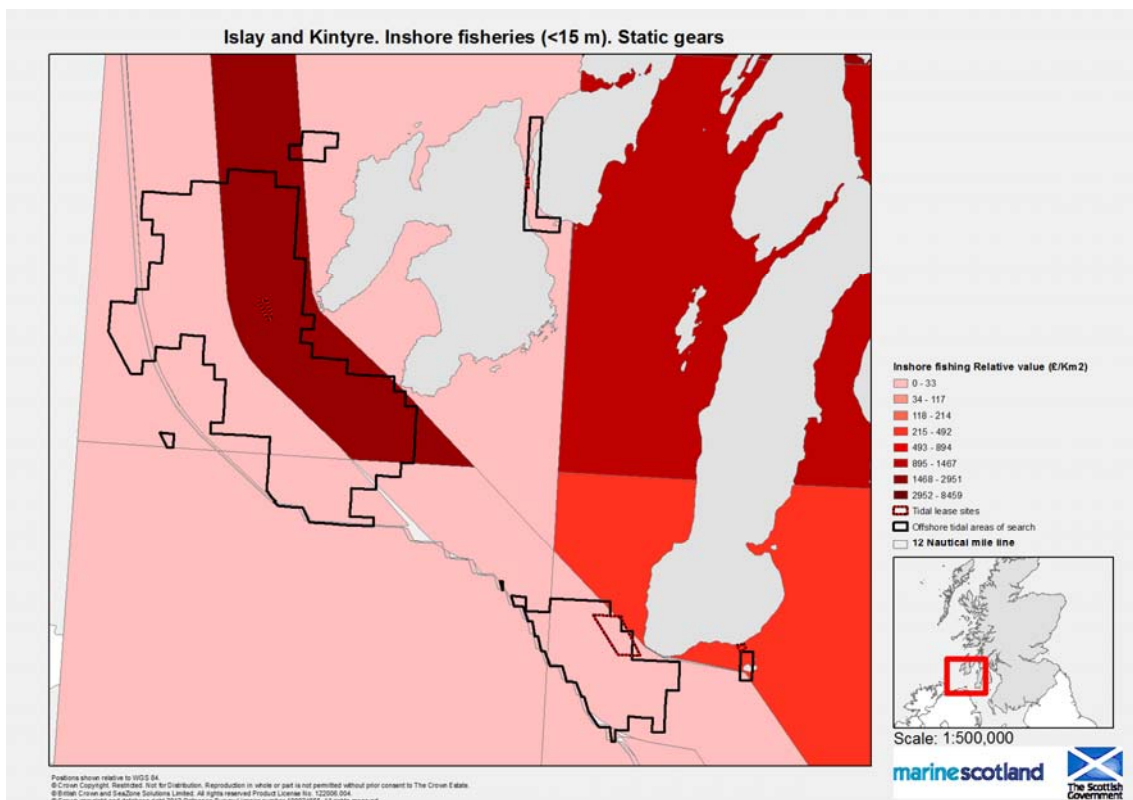 Islay and Kintyre. Inshore fisheries (<15 m). Static gears
Inshore fishing Relative value (£/Km2)
0 - 33
34 - 117
118 - 214
215 - 492
493 - 894
895 - 1467
1468 - 2951
2952 - 8459
Tidal lease sites
Offshore tidal areas of search
12 Nautical mile line
Scale: 1:500,000
marinescotland
The Scottish
Government
Positions shown relative to WGS 84.
© Crown Copyright. Restricted. Not for Distribution. Reproduction in whole or part is not permitted without prior consent to The Crown Estate.
© British Crown and SeaZone Solutions Limited. All rights reserved Product License No. 122006.004.